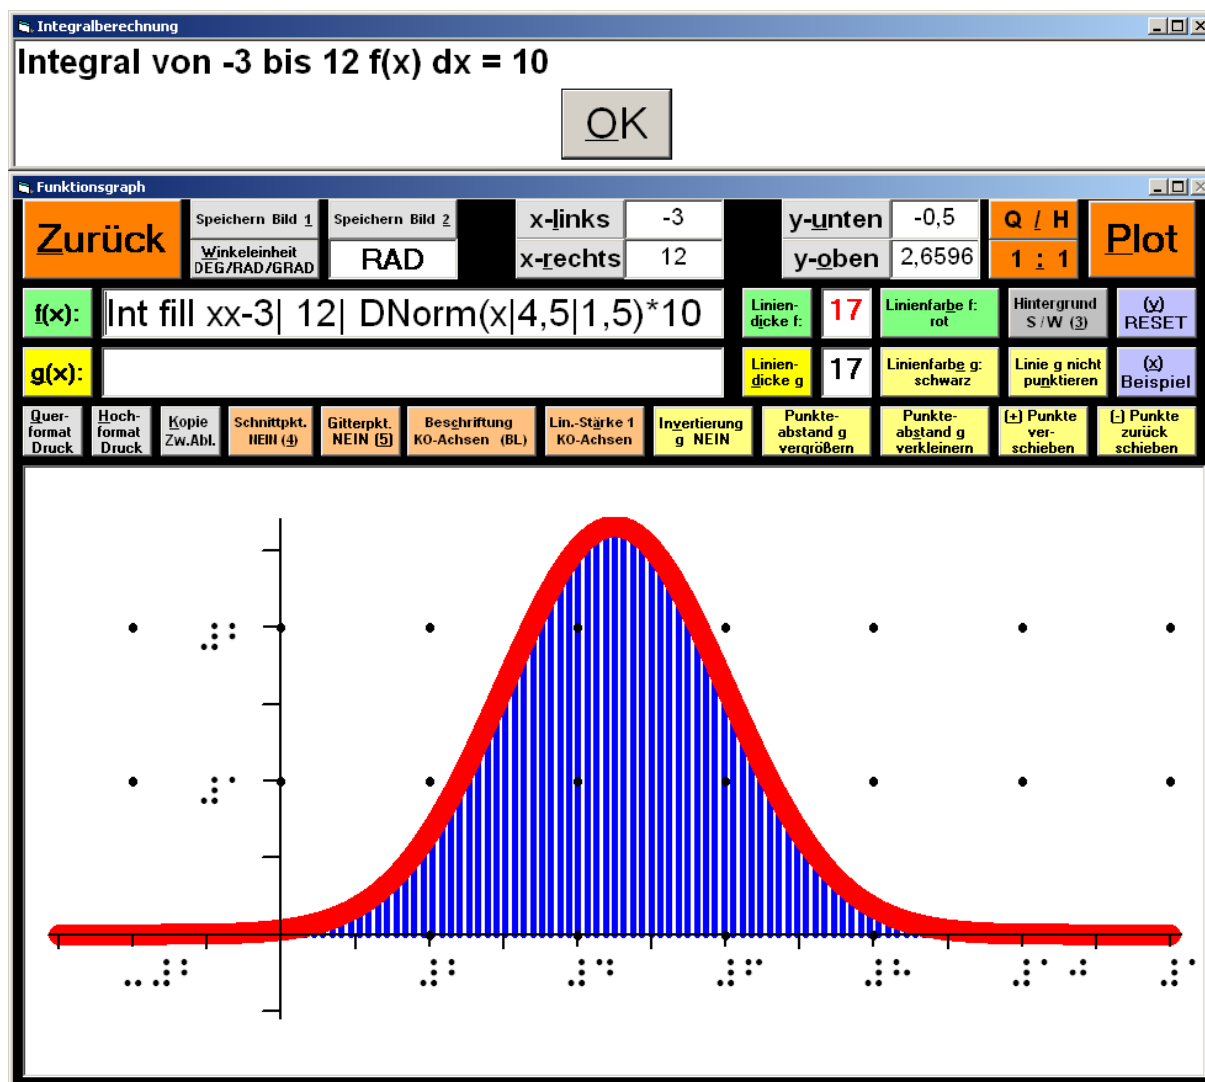 Integralberechnung
Integral von -3 bis 12 f(x) dx = 10
OK
Funktionsgraph
Zurück
Speichern Bild 1
Speichern Bild 2
Winkeleinheit
DEG/RAD/GRAD
RAD
x-links
-3
x-rechts
12
y-unten
-0,5
y-oben
2,6596
Q / H
1 : 1
Plot
f(x):
Int fill xx-3| 12| DNorm(x|4,5|1,5)*10
Linien-
dicke f:
17
Linienfarbe f:
rot
Hintergrund
S/W (3)
(y)
RESET
g(x):
Linien-
dicke g
17
Linienfarbe g:
schwarz
Linie g nicht
punktieren
(x)
Beispiel
Quer-
format
Druck
Hoch-
format
Druck
Kopie
Zw.Abl.
Schnittpkt.
NEIN (4)
Gitterpkt.
NEIN (5)
Beschriftung
KO-Achsen (BL)
Lin.-Stärke 1
KO-Achsen
Invertierung
g NEIN
Punkte-
abstand g
vergrößern
Punkte-
abstand g
verkleinern
(+) Punkte
ver-
schieben
(-) Punkte
zurück
schieben
⠼⠃
⠼⠁
⠤⠼⠃
⠼⠃
⠼⠙
⠼⠋
⠼⠓
⠼⠁⠚
⠼⠁